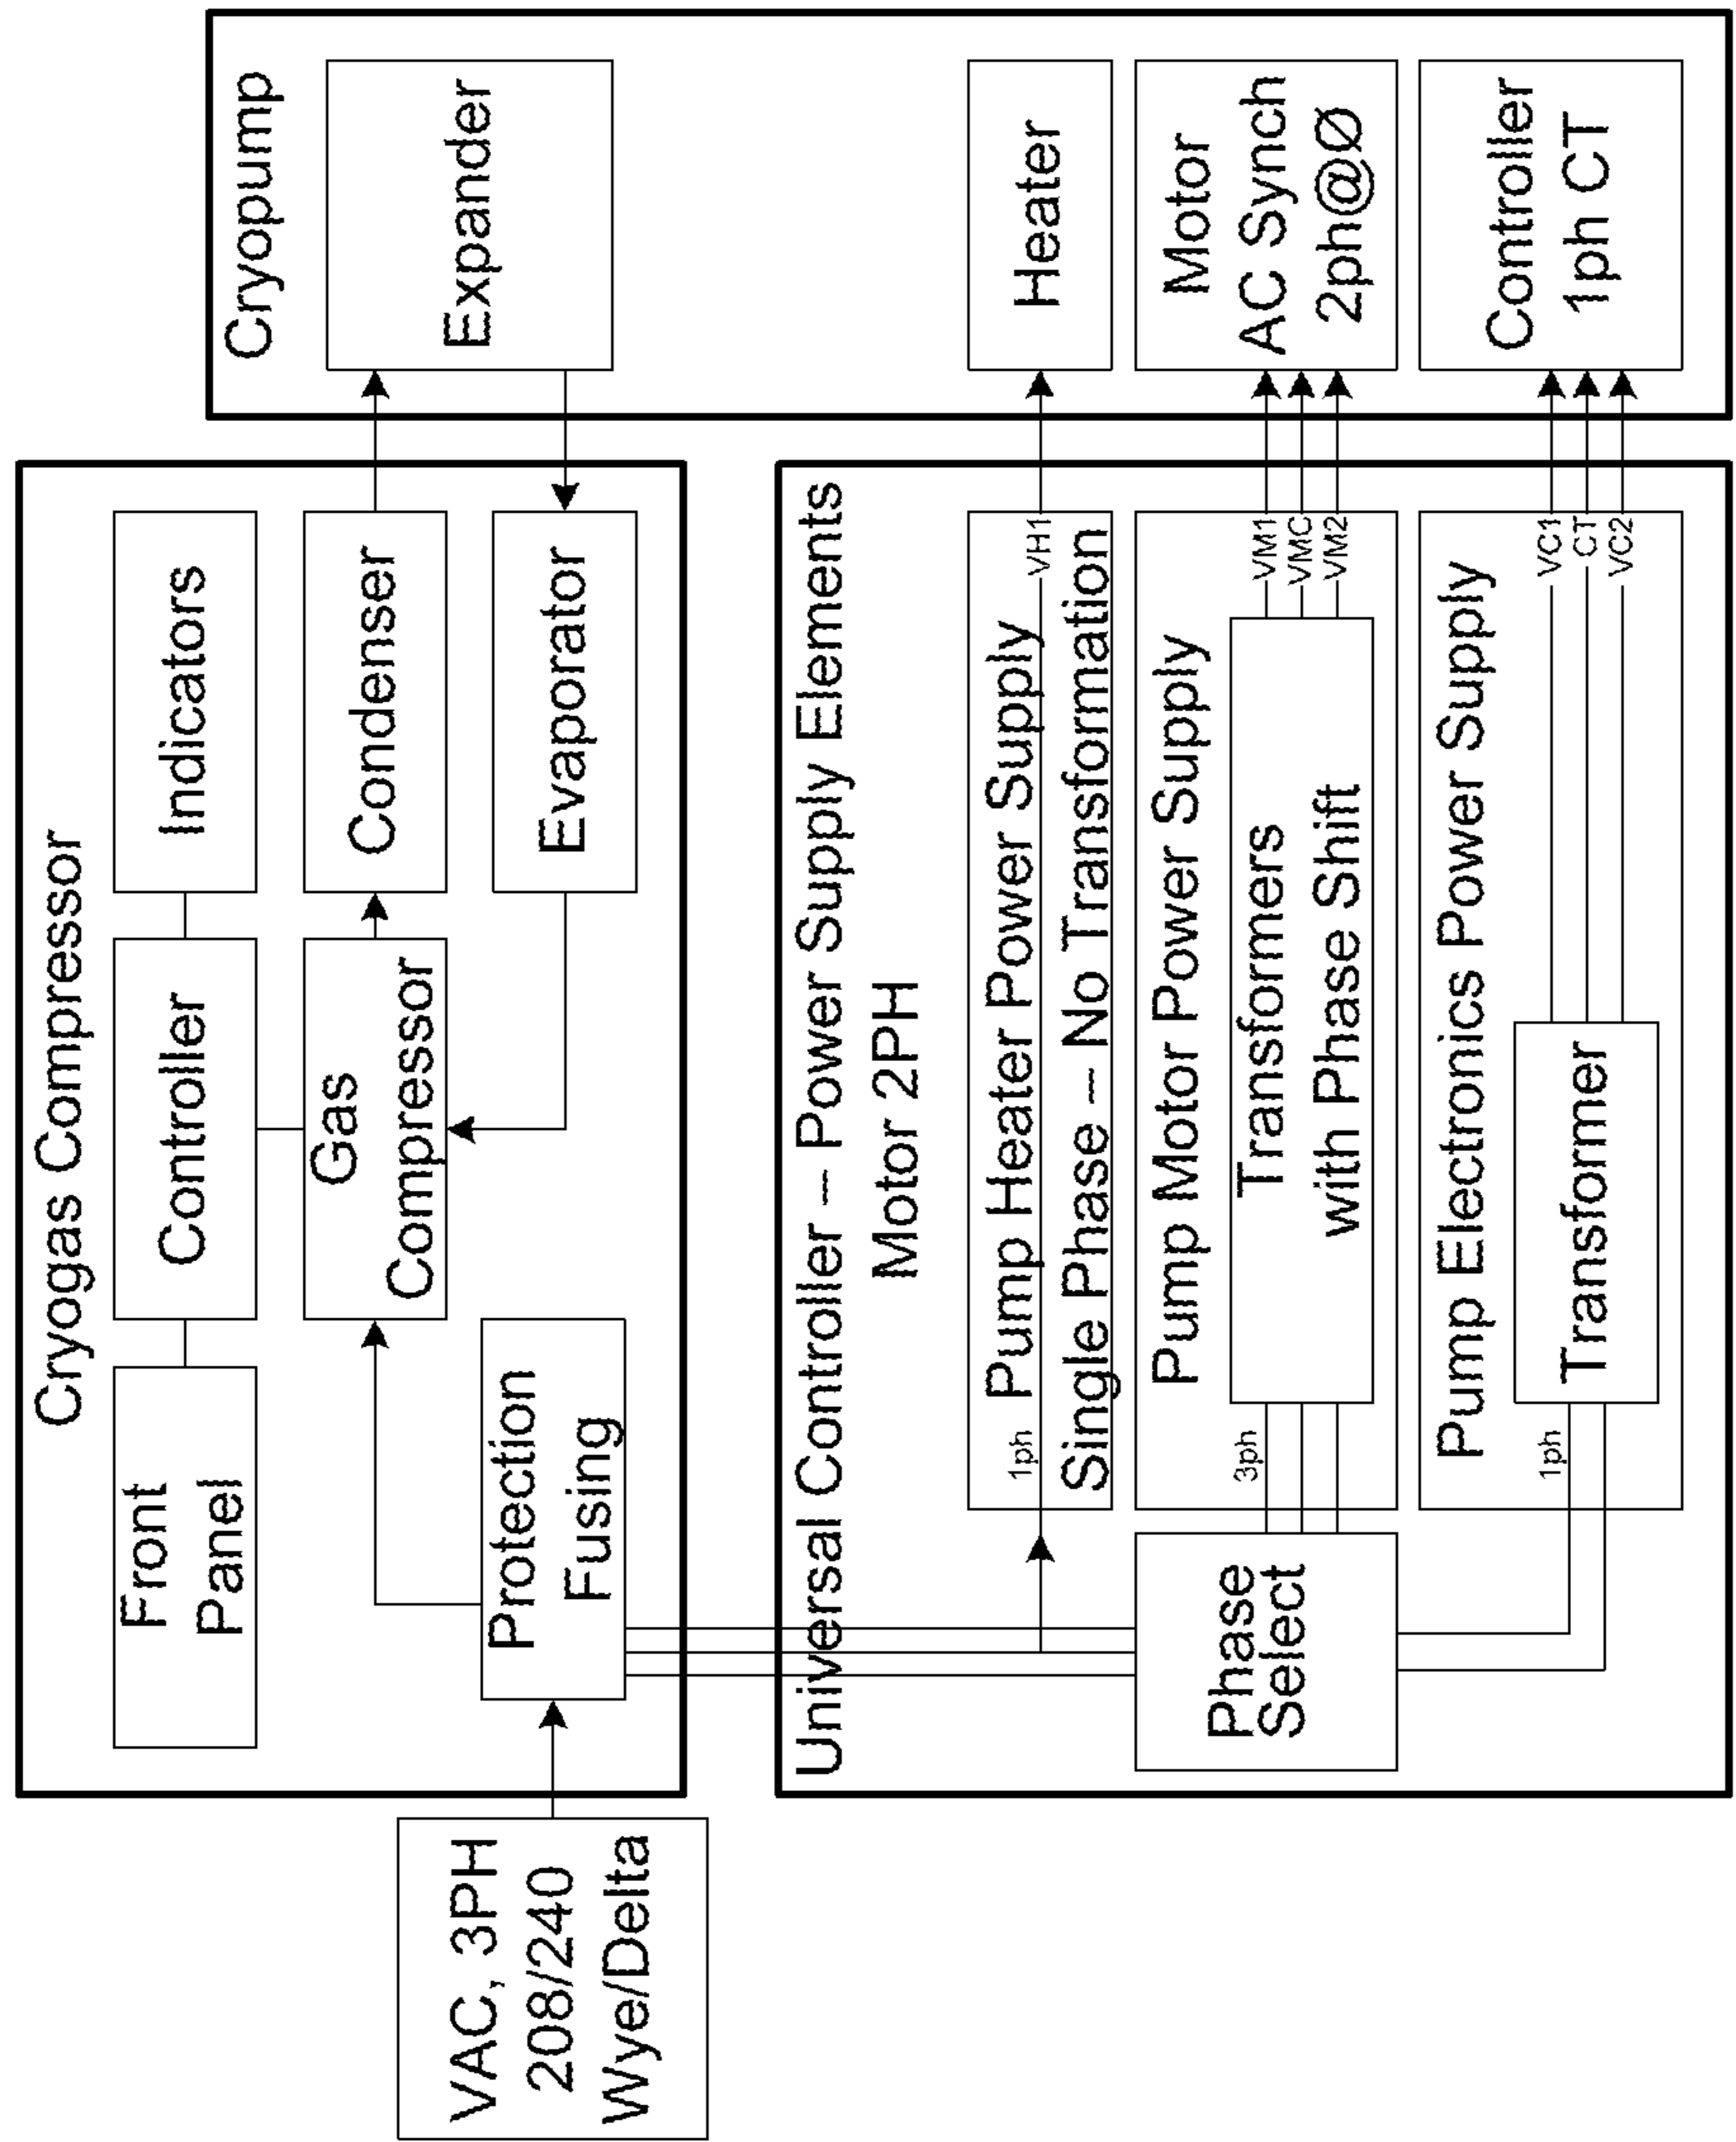 Cryogas Compressor
Front
Panel
Controller
Indicators
Gas
Compressor
Condenser
Protection
Fusing
Evaporator
VAC, 3PH
208/240
Wye/Delta
Cryopump
Expander
Heater
Motor
AC Synch
2ph@Ø
Controller
1ph CT
Universal Controller – Power Supply Elements
Motor 2PH
Pump Heater Power Supply
1ph
VH1
Single Phase – No Transformation
Phase
Select
Pump Motor Power Supply
3ph
Transformers
with Phase Shift
VM1
VMC
VM2
Pump Electronics Power Supply
1ph
Transformer
VC1
CT
VC2